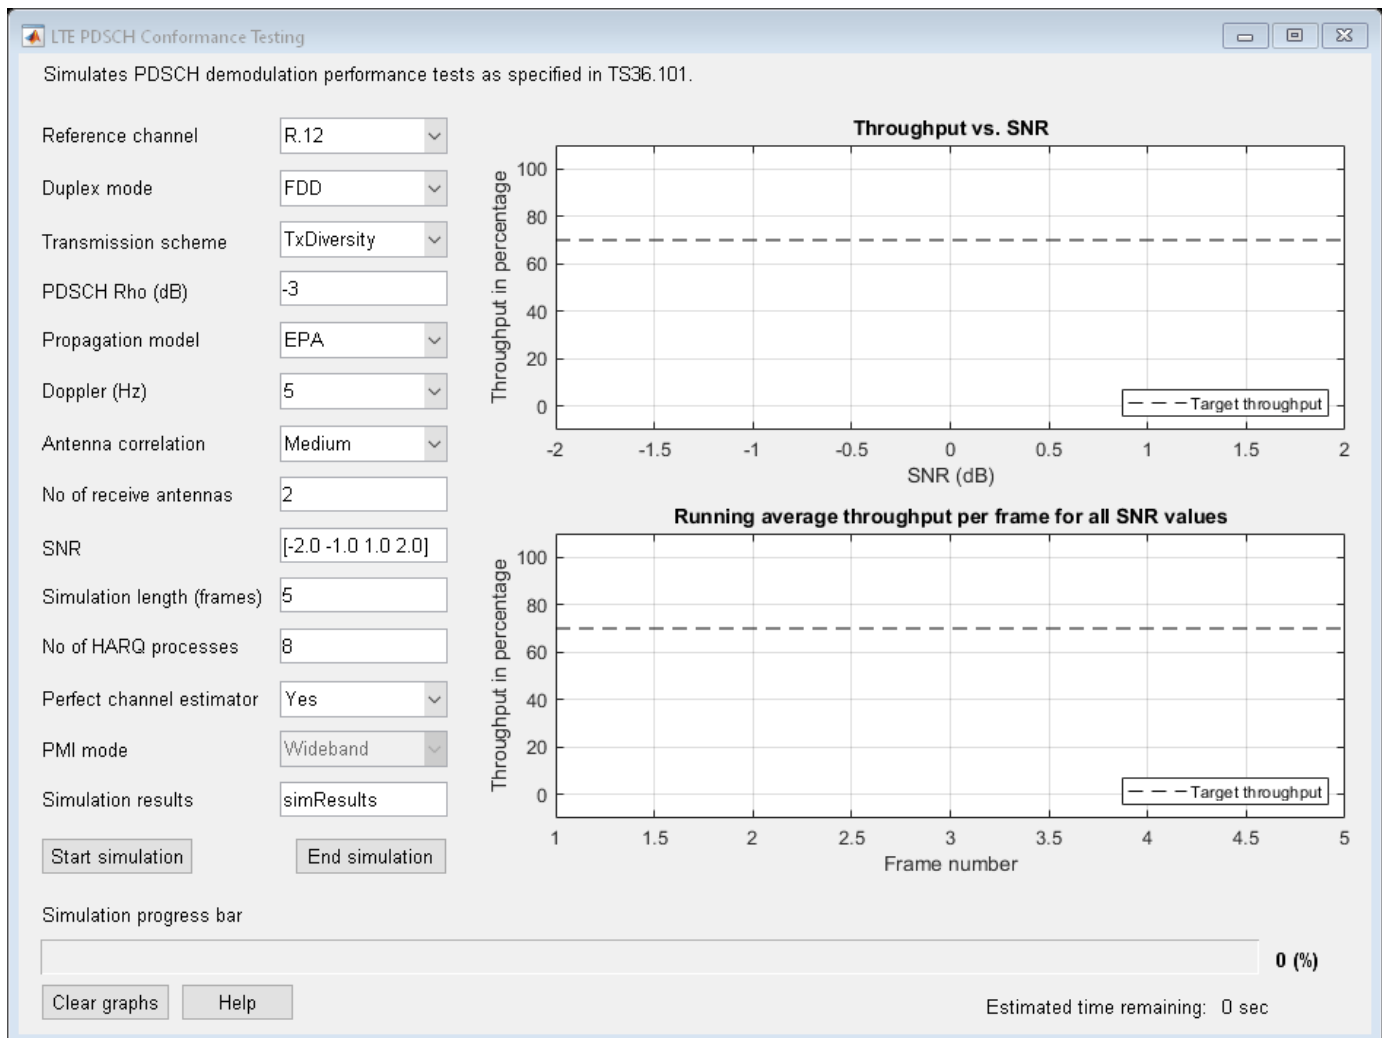 LTE PDSCH Conformance Testing
Simulates PDSCH demodulation performance tests as specified in TS36.101.
Reference channel R.12
Duplex mode FDD
Transmission scheme TxDiversity
PDSCH Rho (dB) -3
Propagation model EPA
Doppler (Hz) 5
Antenna correlation Medium
No of receive antennas 2
SNR [-2.0 -1.0 1.0 2.0]
Simulation length (frames) 5
No of HARQ processes 8
Perfect channel estimator Yes
PMI mode Wideband
Simulation results simResults
Start simulation End simulation
Throughput vs. SNR
Throughput in percentage
100
80
60
40
20
0
Target throughput
-2 -1.5 -1 -0.5 0 0.5 1 1.5 2
SNR (dB)
Running average throughput per frame for all SNR values
Throughput in percentage
100
80
60
40
20
0
Target throughput
1 1.5 2 2.5 3 3.5 4 4.5 5
Frame number
Simulation progress bar
0 (%)
Clear graphs Help
Estimated time remaining: 0 sec